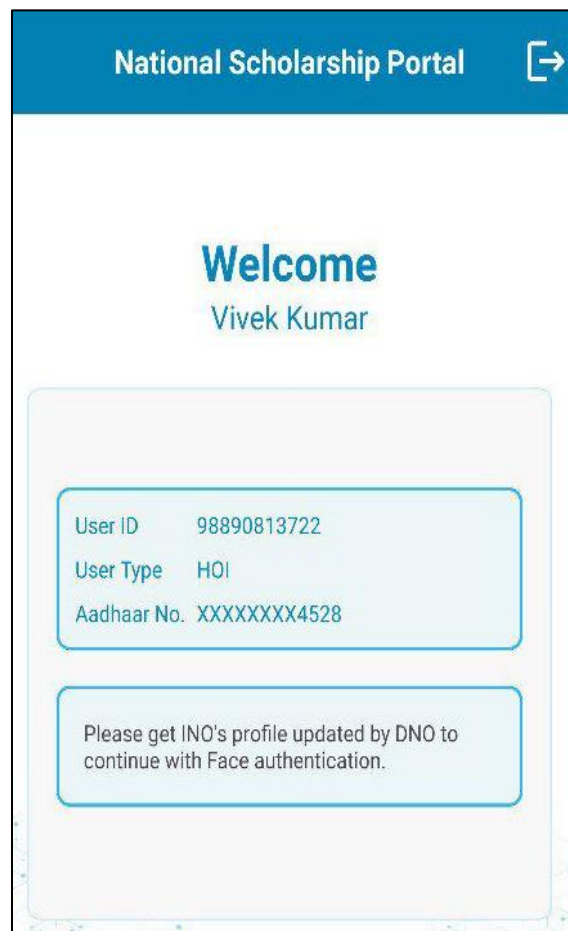 National Scholarship Portal
Welcome
Vivek Kumar
User ID 98890813722
User Type HOI
Aadhaar No. XXXXXXXX4528
Please get INO's profile updated by DNO to
continue with Face authentication.